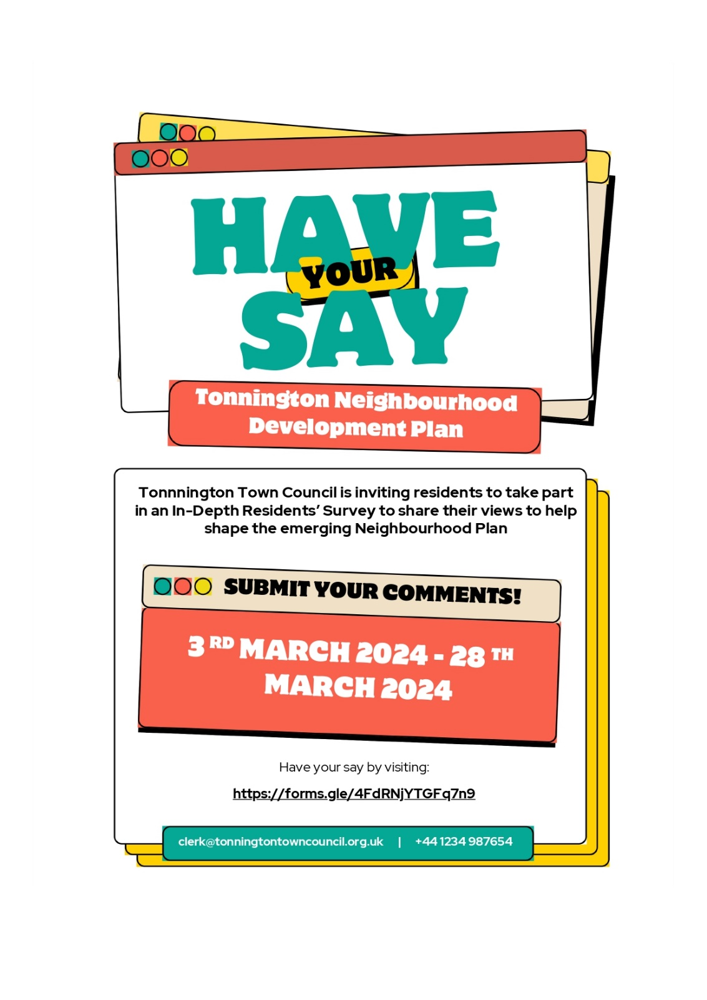 HAVE
YOUR
SAY
Tonnington Neighbourhood
Development Plan
Tonnnington Town Council is inviting residents to take part
in an In-Depth Residents’ Survey to share their views to help
shape the emerging Neighbourhood Plan
SUBMIT YOUR COMMENTS!
3 RD MARCH 2024 - 28 TH
MARCH 2024
Have your say by visiting:
https://forms.gle/4FdRNjYTGFq7n9
clerk@tonningtontowncouncil.org.uk | +44 1234 987654